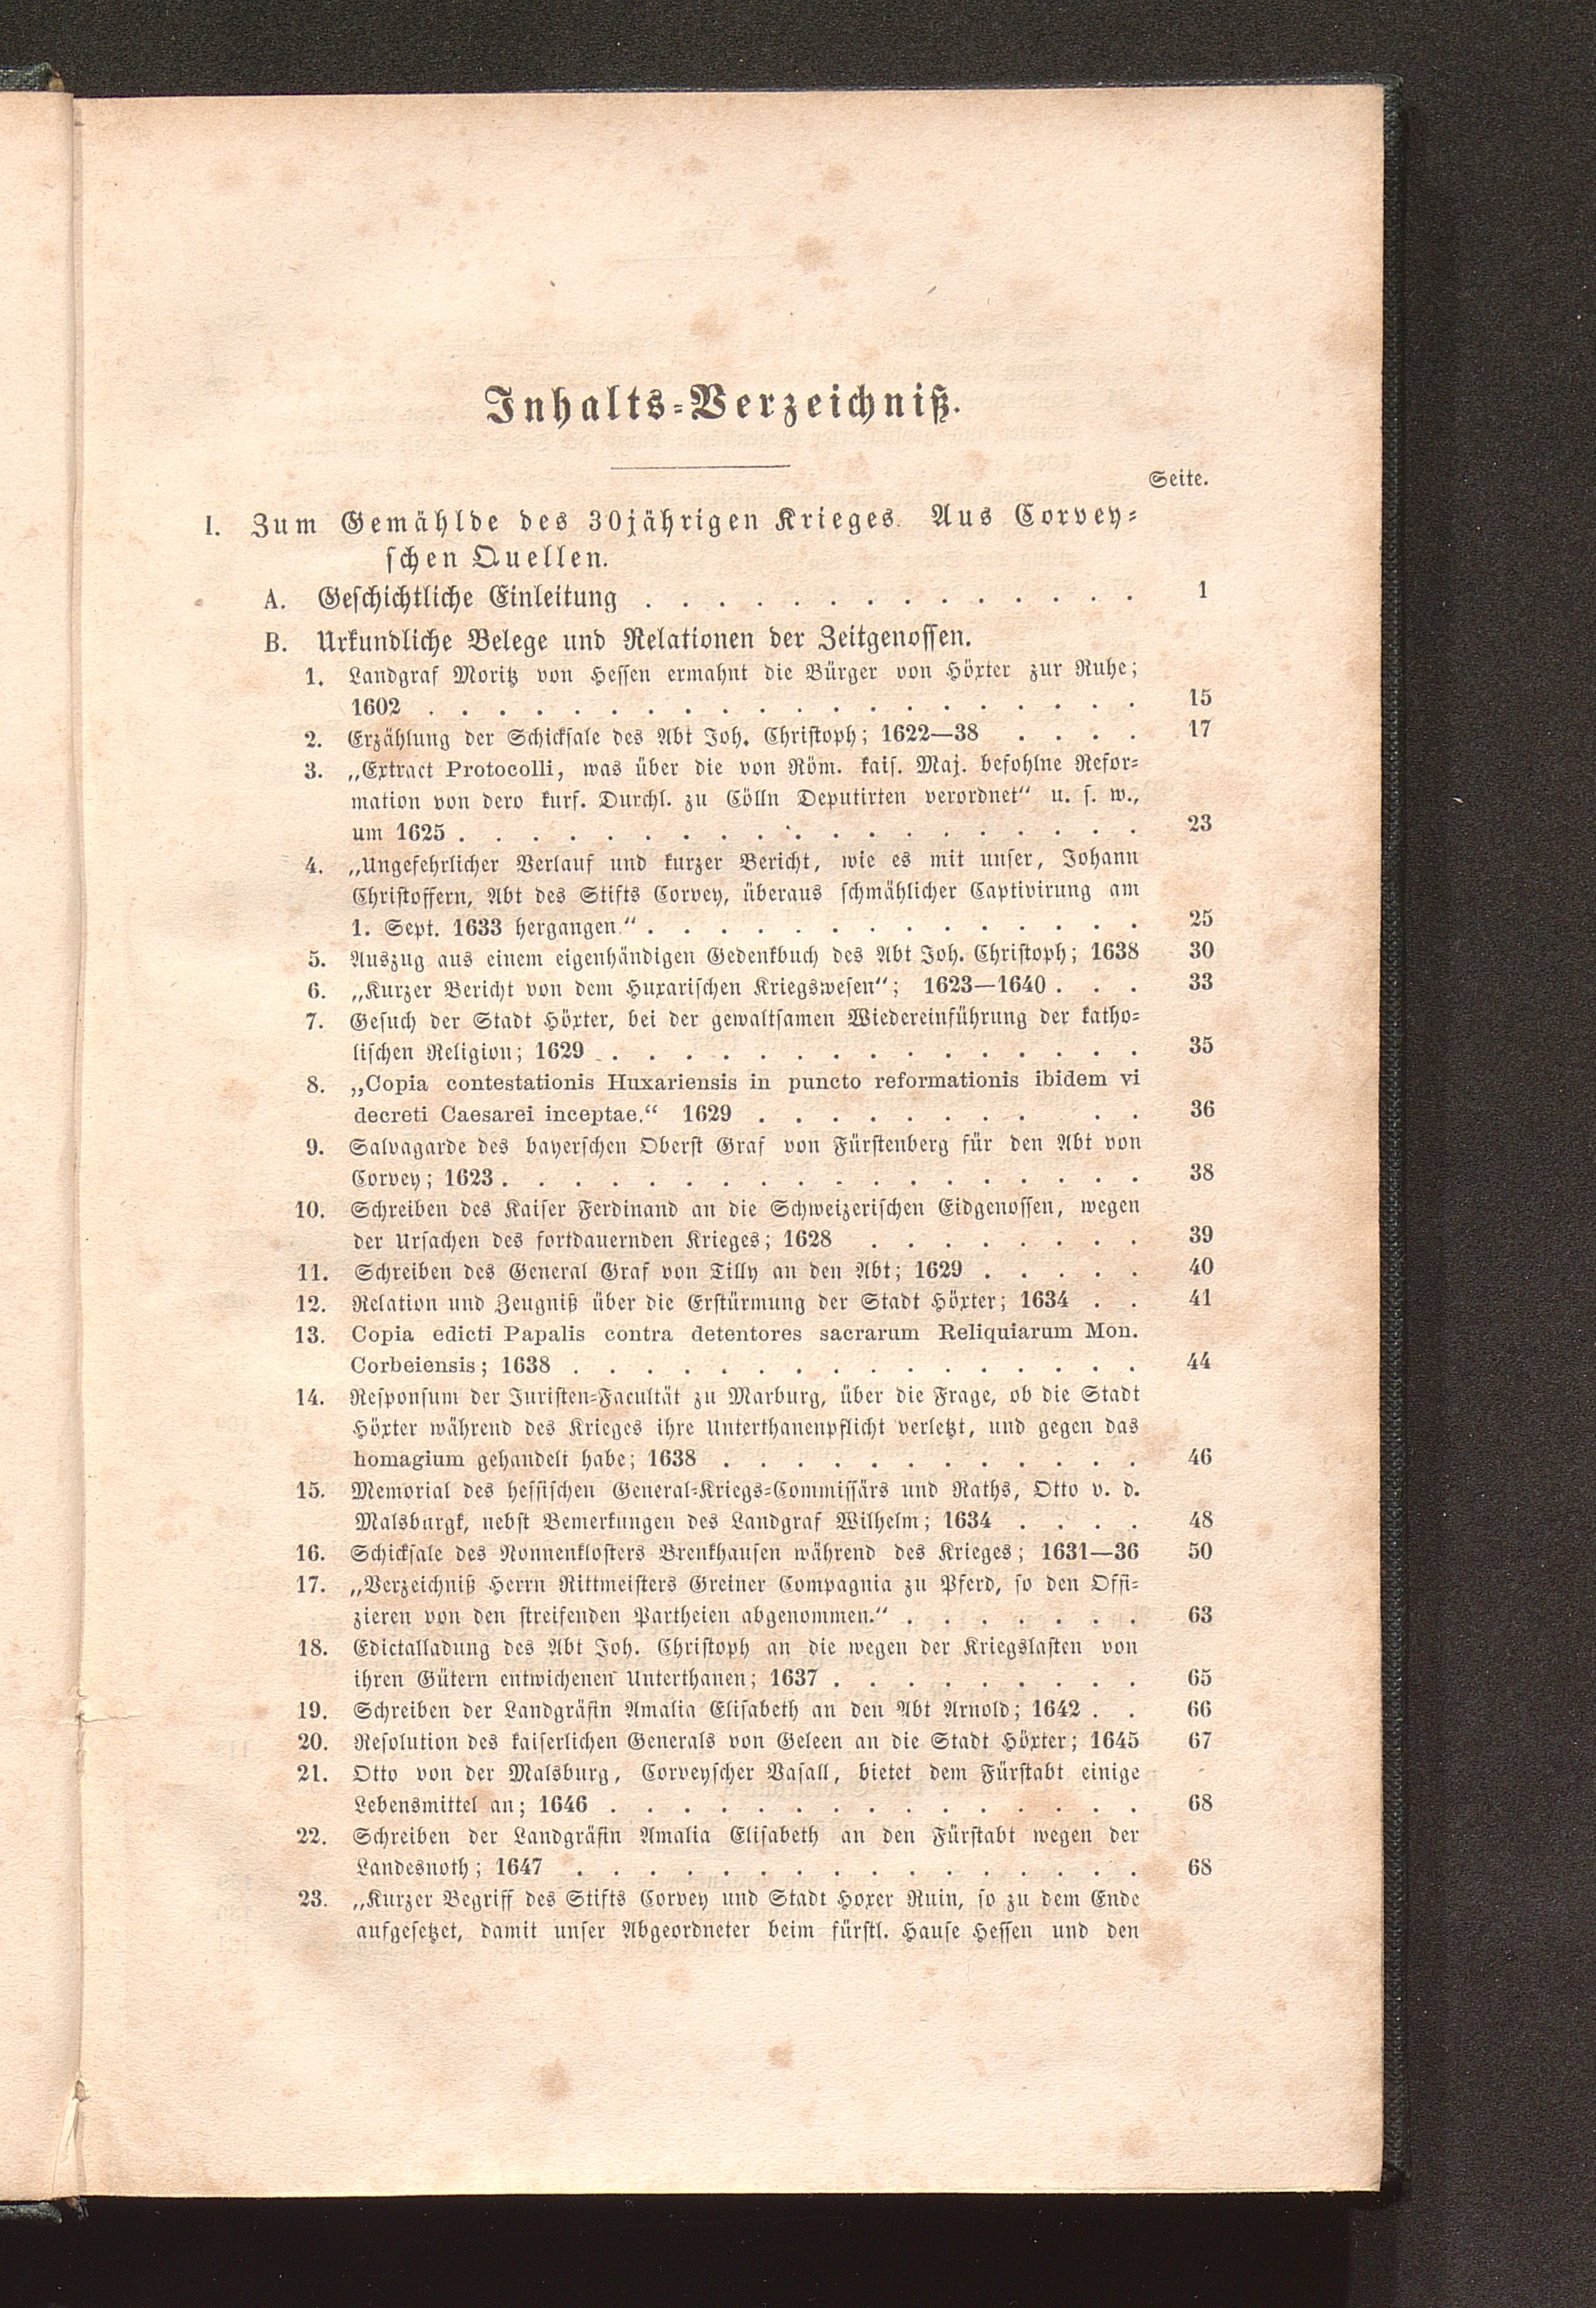 Inhalts-Verzeichniß.
Seite.
I. Zum Gemählde des 30jährigen Krieges. Aus Corvey-
schen Quellen.
A. Geschichtliche Einleitung . . . . . . . . . . . . . . 1
B. Urkundliche Belege und Relationen der Zeitgenossen.
1. Landgraf Moritz von Hessen ermahnt die Bürger von Höxter zur Ruhe;
1602 . . . . . . . . . . . . . . . . . . . . 15
2. Erzählung der Schicksale des Abt Joh. Christoph; 1622—38 . . . . 17
3. „Extract Protocolli, was über die von Röm. kais. Maj. befohlne Refor-
mation von dero kurf. Durchl. zu Cölln Deputirten verordnet“ u. s. w.,
um 1625 . . . . . . . . . . . . . . . . . . . 23
4. „Ungefehrlicher Verlauf und kurzer Bericht, wie es mit unser, Johann
Christoffern, Abt des Stifts Corvey, überaus schmählicher Captivirung am
1. Sept. 1633 hergangen.“ . . . . . . . . . . . . . . 25
5. Auszug aus einem eigenhändigen Gedenkbuch des Abt Joh. Christoph; 1638 30
6. „Kurzer Bericht von dem Huxarischen Kriegswesen“; 1623—1640 . . . 33
7. Gesuch der Stadt Höxter, bei der gewaltsamen Wiedereinführung der katho-
lischen Religion; 1629 . . . . . . . . . . . . . . . 35
8. „Copia contestationis Huxariensis in puncto reformationis ibidem vi
decreti Caesarei inceptae.“ 1629 . . . . . . . . . . 36
9. Salvagarde des bayerschen Oberst Graf von Fürstenberg für den Abt von
Corvey; 1623 . . . . . . . . . . . . . . . . . . 38
10. Schreiben des Kaiser Ferdinand an die Schweizerischen Eidgenossen, wegen
der Ursachen des fortdauernden Krieges; 1628 . . . . . . . . 39
11. Schreiben des General Graf von Tilly an den Abt; 1629 . . . . . 40
12. Relation und Zeugniß über die Erstürmung der Stadt Höxter; 1634 . . 41
13. Copia edicti Papalis contra detentores sacrarum Reliquiarum Mon.
Corbeiensis; 1638 . . . . . . . . . . . . . . . . 44
14. Responsum der Juristen-Facultät zu Marburg, über die Frage, ob die Stadt
Höxter während des Krieges ihre Unterthanenpflicht verletzt, und gegen das
homagium gehandelt habe; 1638 . . . . . . . . . . . . 46
15. Memorial des hessischen General-Kriegs-Commissärs und Raths, Otto v. d.
Malsburgk, nebst Bemerkungen des Landgraf Wilhelm; 1634 . . . . 48
16. Schicksale des Nonnenklosters Brenkhausen während des Krieges; 1631—36 50
17. „Verzeichniß Herrn Rittmeisters Greiner Compagnia zu Pferd, so den Offi-
zieren von den streifenden Partheien abgenommen.“ . . . . . . . 63
18. Edictalladung des Abt Joh. Christoph an die wegen der Kriegslasten von
ihren Gütern entwichenen Unterthanen; 1637 . . . . . . . . . 65
19. Schreiben der Landgräfin Amalia Elisabeth an den Abt Arnold; 1642 . . 66
20. Resolution des kaiserlichen Generals von Geleen an die Stadt Höxter; 1645 67
21. Otto von der Malsburg, Corveyscher Vasall, bietet dem Fürstabt einige
Lebensmittel an; 1646 . . . . . . . . . . . . . . . 68
22. Schreiben der Landgräfin Amalia Elisabeth an den Fürstabt wegen der
Landesnoth; 1647 . . . . . . . . . . . . . . . . 68
23. „Kurzer Begriff des Stifts Corvey und Stadt Hoxer Ruin, so zu dem Ende
aufgesetzet, damit unser Abgeordneter beim fürstl. Hause Hessen und den